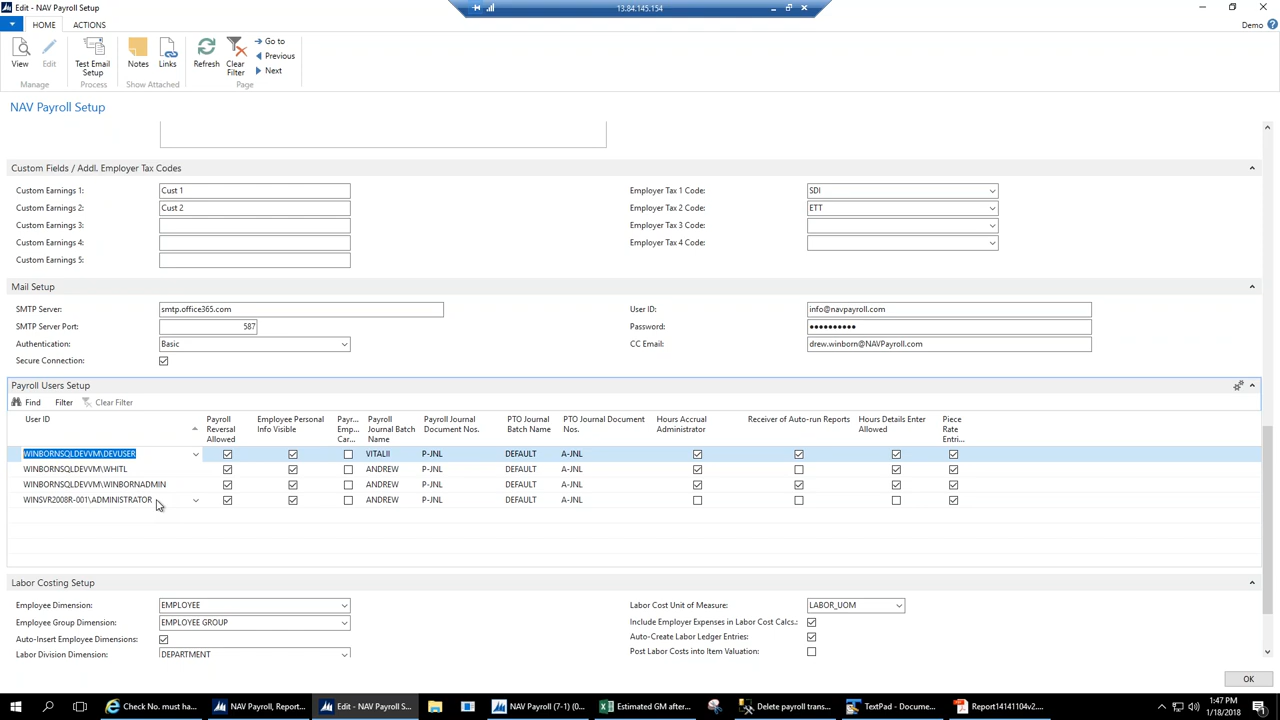 Edit - NAV Payroll Setup
13.84.145.154
HOME ACTIONS
Demo
View Edit Test Email Setup Notes Links Refresh Clear Filter
Go to
Previous
Next
Manage Process Show Attached Page
NAV Payroll Setup
Custom Fields / Addl. Employer Tax Codes
Custom Earnings 1: Cust 1 Employer Tax 1 Code: SDI
Custom Earnings 2: Cust 2 Employer Tax 2 Code: ETT
Custom Earnings 3: Employer Tax 3 Code:
Custom Earnings 4: Employer Tax 4 Code:
Custom Earnings 5:
Mail Setup
SMTP Server: smtp.office365.com User ID: info@navpayroll.com
SMTP Server Port: 587 Password: ••••••••••
Authentication: Basic CC Email: drew.winborn@NAVPayroll.com
Secure Connection:
Payroll Users Setup
Find Filter Clear Filter
User ID Payroll Reversal Allowed Employee Personal Info Visible Payr... Emp... Car... Payroll Journal Batch Name Payroll Journal Document Nos. PTO Journal Batch Name PTO Journal Document Nos. Hours Accrual Administrator Receiver of Auto-run Reports Hours Details Enter Allowed Piece Rate Entri...
WINBORNSQLDEVVM\DEVUSER VITALII P-JNL DEFAULT A-JNL
WINBORNSQLDEVVM\WHITL ANDREW P-JNL DEFAULT A-JNL
WINBORNSQLDEVVM\WINBORNADMIN ANDREW P-JNL DEFAULT A-JNL
WINSVR2008R-001\ADMINISTRATOR ANDREW P-JNL DEFAULT A-JNL
Labor Costing Setup
Employee Dimension: EMPLOYEE Labor Cost Unit of Measure: LABOR_UOM
Employee Group Dimension: EMPLOYEE GROUP Include Employer Expenses in Labor Cost Calcs.:
Auto-Insert Employee Dimensions: Auto-Create Labor Ledger Entries:
Labor Division Dimension: DEPARTMENT Post Labor Costs into Item Valuation:
OK
Check No. must ha... NAV Payroll, Report... Edit - NAV Payroll S... NAV Payroll (7-1) (0... Estimated GM after... Delete payroll trans... TextPad - Docume... Report14141104v2....
1:47 PM
1/18/2018